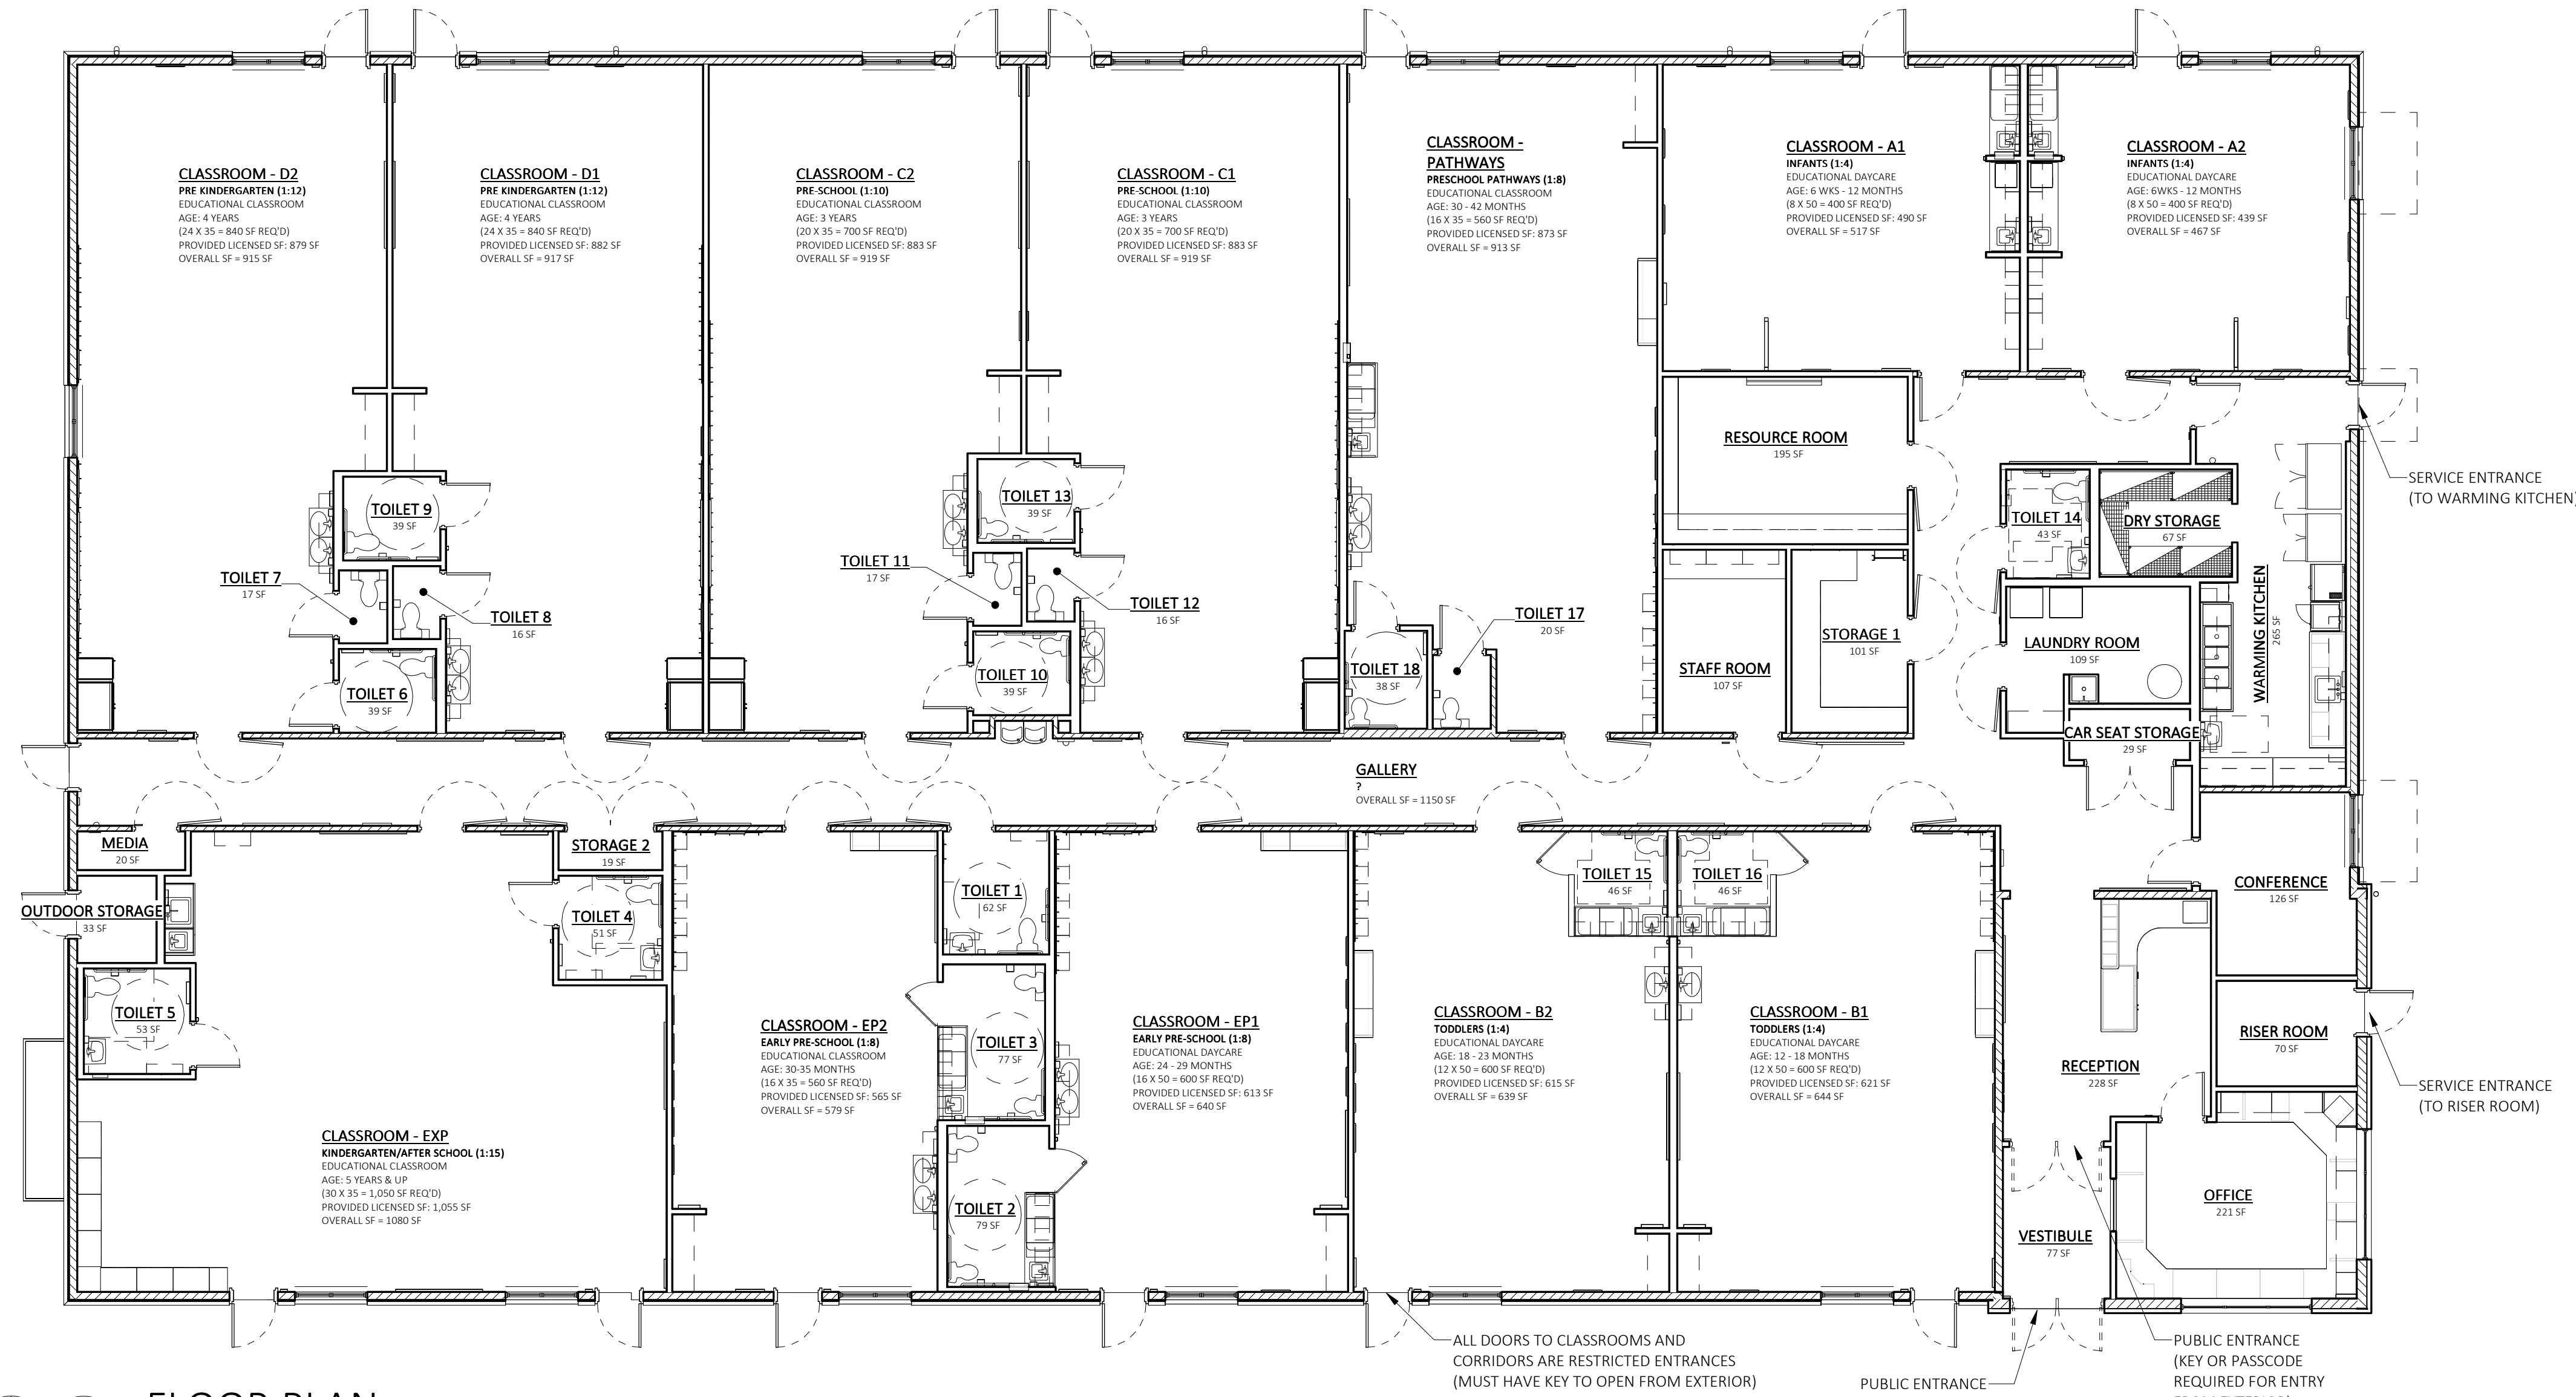 CLASSROOM - D2
PRE KINDERGARTEN (1:12)
EDUCATIONAL CLASSROOM
AGE: 4 YEARS
(24 X 35 = 840 SF REQ'D)
PROVIDED LICENSED SF: 879 SF
OVERALL SF = 915 SF
CLASSROOM - D1
PRE KINDERGARTEN (1:12)
EDUCATIONAL CLASSROOM
AGE: 4 YEARS
(24 X 35 = 840 SF REQ'D)
PROVIDED LICENSED SF: 882 SF
OVERALL SF = 917 SF
CLASSROOM - C2
PRE-SCHOOL (1:10)
EDUCATIONAL CLASSROOM
AGE: 3 YEARS
(20 X 35 = 700 SF REQ'D)
PROVIDED LICENSED SF: 883 SF
OVERALL SF = 919 SF
CLASSROOM - C1
PRE-SCHOOL (1:10)
EDUCATIONAL CLASSROOM
AGE: 3 YEARS
(20 X 35 = 700 SF REQ'D)
PROVIDED LICENSED SF: 883 SF
OVERALL SF = 919 SF
CLASSROOM -
PATHWAYS
PRESCHOOL PATHWAYS (1:8)
EDUCATIONAL CLASSROOM
AGE: 30 - 42 MONTHS
(16 X 35 = 560 SF REQ'D)
PROVIDED LICENSED SF: 873 SF
OVERALL SF = 913 SF
CLASSROOM - A1
INFANTS (1:4)
EDUCATIONAL DAYCARE
AGE: 6 WKS - 12 MONTHS
(8 X 50 = 400 SF REQ'D)
PROVIDED LICENSED SF: 490 SF
OVERALL SF = 517 SF
CLASSROOM - A2
INFANTS (1:4)
EDUCATIONAL DAYCARE
AGE: 6WKS - 12 MONTHS
(8 X 50 = 400 SF REQ'D)
PROVIDED LICENSED SF: 439 SF
OVERALL SF = 467 SF
RESOURCE ROOM
195 SF
SERVICE ENTRANCE
(TO WARMING KITCHEN)
TOILET 9
39 SF
TOILET 13
39 SF
TOILET 14
43 SF
DRY STORAGE
67 SF
TOILET 7
17 SF
TOILET 8
16 SF
TOILET 11
17 SF
TOILET 12
16 SF
TOILET 17
20 SF
STORAGE 1
101 SF
LAUNDRY ROOM
109 SF
WARMING KITCHEN
265 SF
TOILET 6
39 SF
TOILET 10
39 SF
TOILET 18
38 SF
STAFF ROOM
107 SF
CAR SEAT STORAGE
29 SF
GALLERY
?
OVERALL SF = 1150 SF
MEDIA
20 SF
STORAGE 2
19 SF
OUTDOOR STORAGE
33 SF
TOILET 4
51 SF
TOILET 1
62 SF
TOILET 15
46 SF
TOILET 16
46 SF
CONFERENCE
126 SF
TOILET 5
53 SF
CLASSROOM - EP2
EARLY PRE-SCHOOL (1:8)
EDUCATIONAL CLASSROOM
AGE: 30-35 MONTHS
(16 X 35 = 560 SF REQ'D)
PROVIDED LICENSED SF: 565 SF
OVERALL SF = 579 SF
TOILET 3
77 SF
CLASSROOM - EP1
EARLY PRE-SCHOOL (1:8)
EDUCATIONAL DAYCARE
AGE: 24 - 29 MONTHS
(16 X 50 = 600 SF REQ'D)
PROVIDED LICENSED SF: 613 SF
OVERALL SF = 640 SF
CLASSROOM - B2
TODDLERS (1:4)
EDUCATIONAL DAYCARE
AGE: 18 - 23 MONTHS
(12 X 50 = 600 SF REQ'D)
PROVIDED LICENSED SF: 615 SF
OVERALL SF = 639 SF
CLASSROOM - B1
TODDLERS (1:4)
EDUCATIONAL DAYCARE
AGE: 12 - 18 MONTHS
(12 X 50 = 600 SF REQ'D)
PROVIDED LICENSED SF: 621 SF
OVERALL SF = 644 SF
RECEPTION
228 SF
RISER ROOM
70 SF
SERVICE ENTRANCE
(TO RISER ROOM)
CLASSROOM - EXP
KINDERGARTEN/AFTER SCHOOL (1:15)
EDUCATIONAL CLASSROOM
AGE: 5 YEARS & UP
(30 X 35 = 1,050 SF REQ'D)
PROVIDED LICENSED SF: 1,055 SF
OVERALL SF = 1080 SF
TOILET 2
79 SF
VESTIBULE
77 SF
OFFICE
221 SF
ALL DOORS TO CLASSROOMS AND
CORRIDORS ARE RESTRICTED ENTRANCES
(MUST HAVE KEY TO OPEN FROM EXTERIOR)
PUBLIC ENTRANCE
PUBLIC ENTRANCE
(KEY OR PASSCODE
REQUIRED FOR ENTRY
FROM EXTERIOR)
FLOOR PLAN